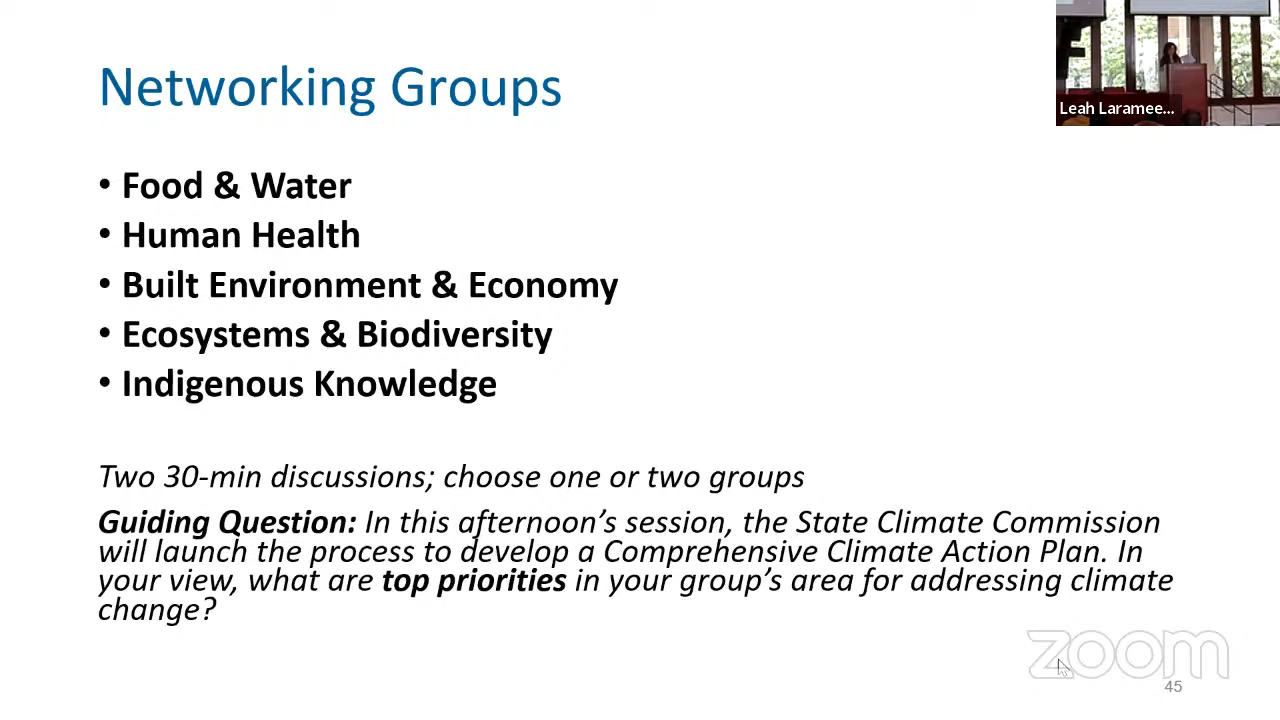 Networking Groups
Leah Laramee...
• Food & Water
• Human Health
• Built Environment & Economy
• Ecosystems & Biodiversity
• Indigenous Knowledge
Two 30-min discussions; choose one or two groups
Guiding Question: In this afternoon’s session, the State Climate Commission
will launch the process to develop a Comprehensive Climate Action Plan. In
your view, what are top priorities in your group’s area for addressing climate
change?
zoom
45